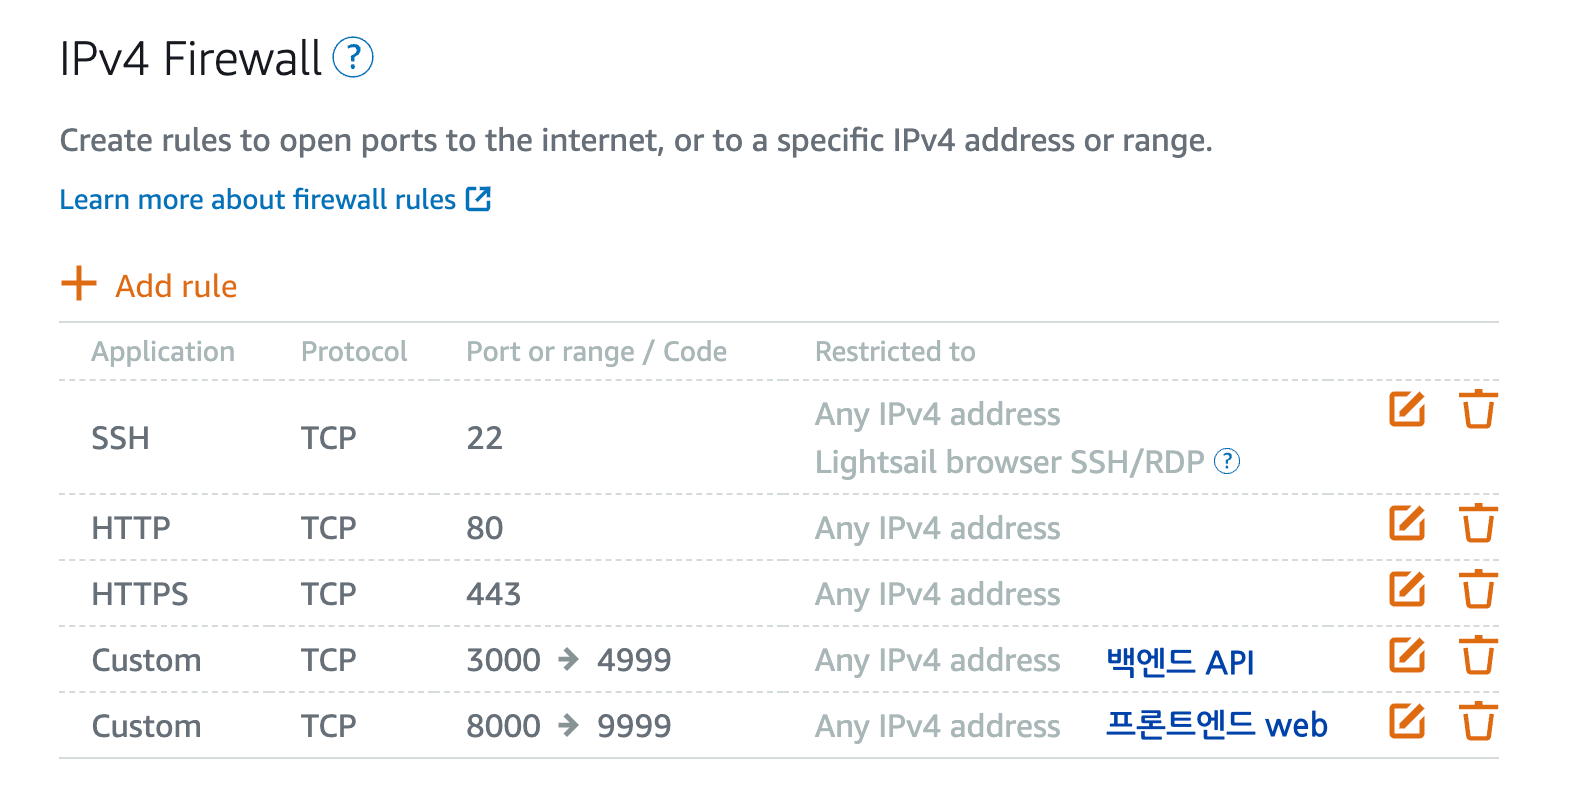 IPv4 Firewall ?
Create rules to open ports to the internet, or to a specific IPv4 address or range.
Learn more about firewall rules
+ Add rule
Application Protocol Port or range / Code Restricted to
SSH TCP 22 Any IPv4 address
Lightsail browser SSH/RDP ?
HTTP TCP 80 Any IPv4 address
HTTPS TCP 443 Any IPv4 address
Custom TCP 3000 → 4999 Any IPv4 address 백엔드 API
Custom TCP 8000 → 9999 Any IPv4 address 프론트엔드 web